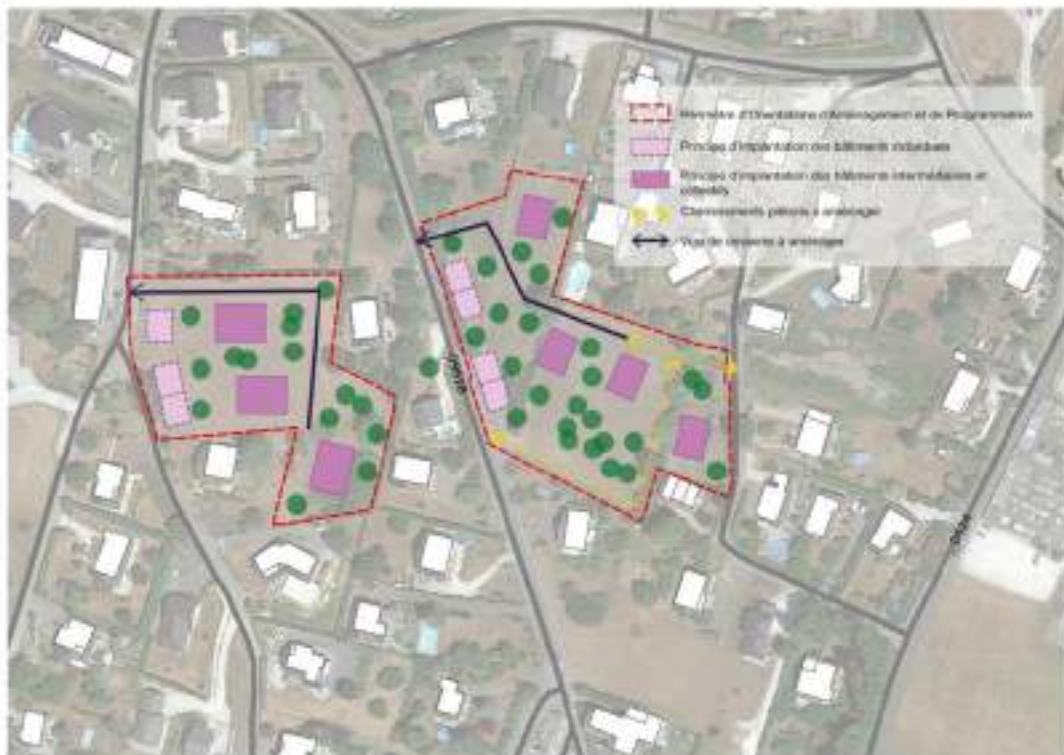 Périmètre d'Orientations d'Aménagement et de Programmation
Principe d'implantation des bâtiments individuels
Principe d'implantation des bâtiments intermédiaires et
collectifs
Cheminements piétons à aménager
Voie de desserte à aménager